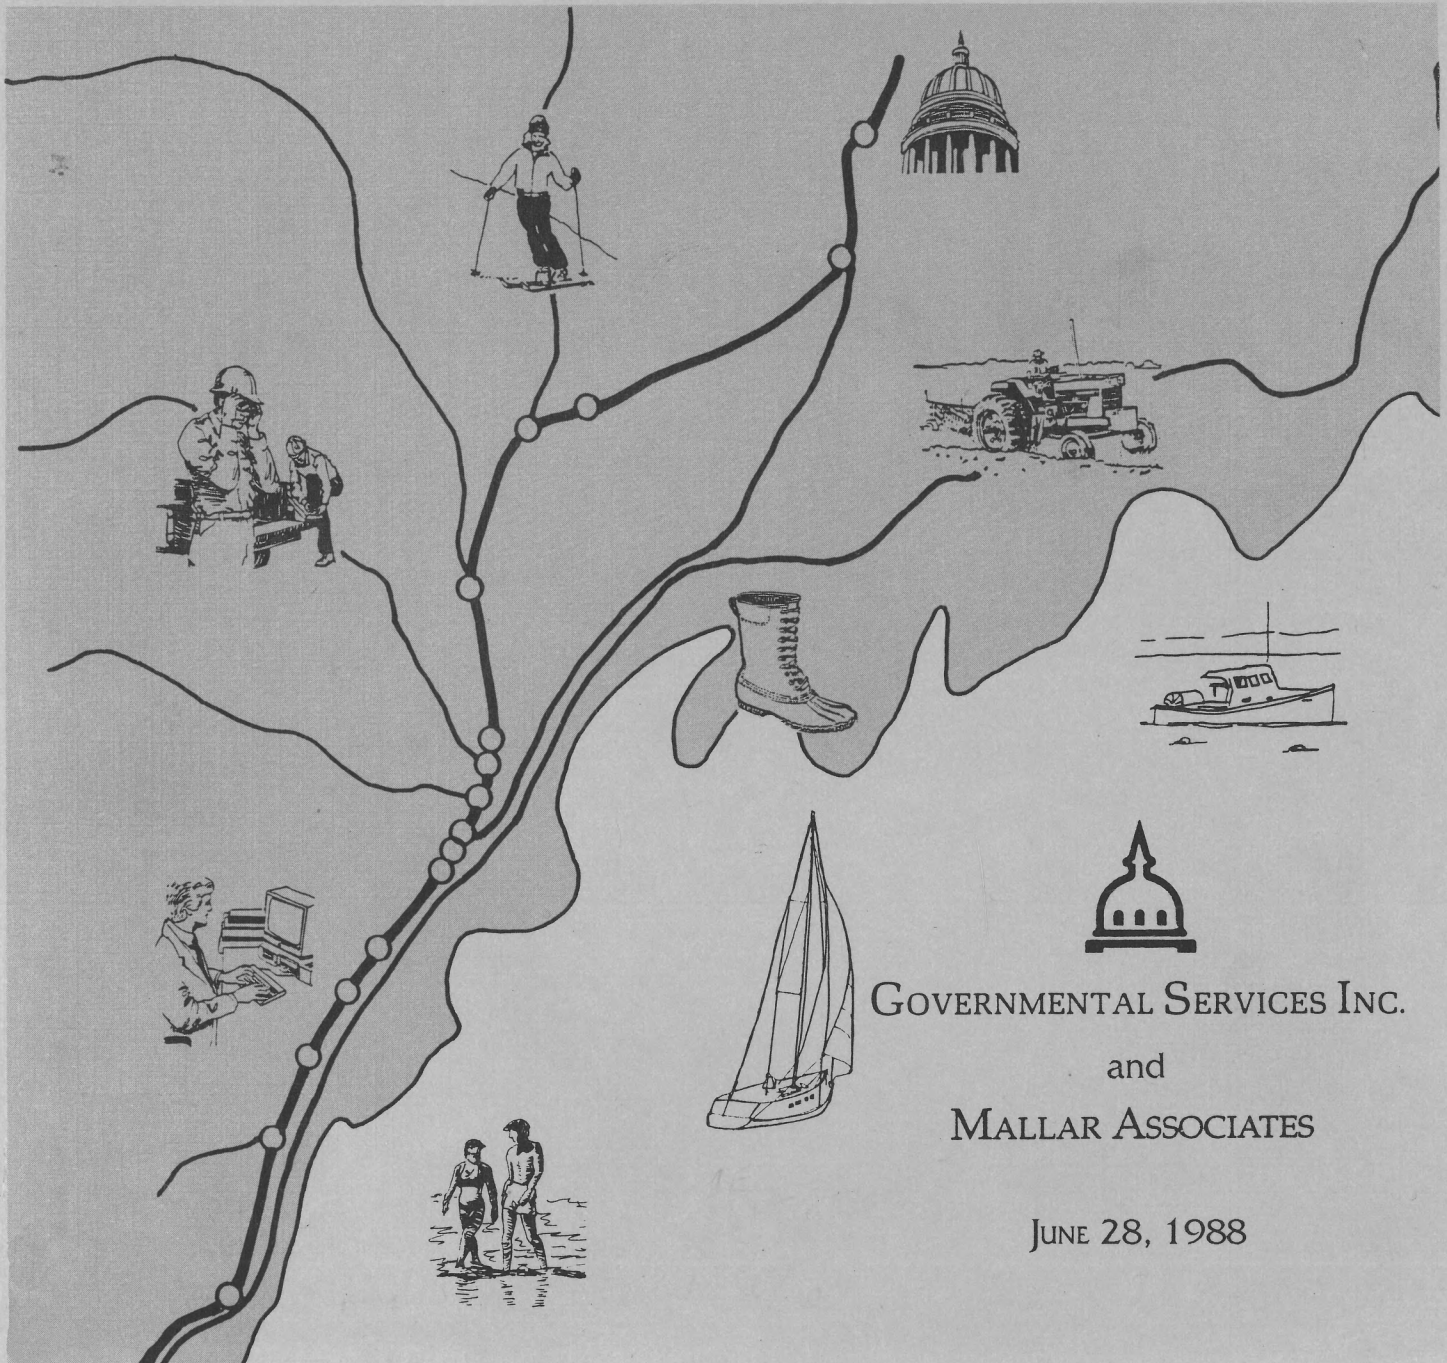 GOVERNMENTAL SERVICES INC.
and
MALLAR ASSOCIATES
JUNE 28, 1988